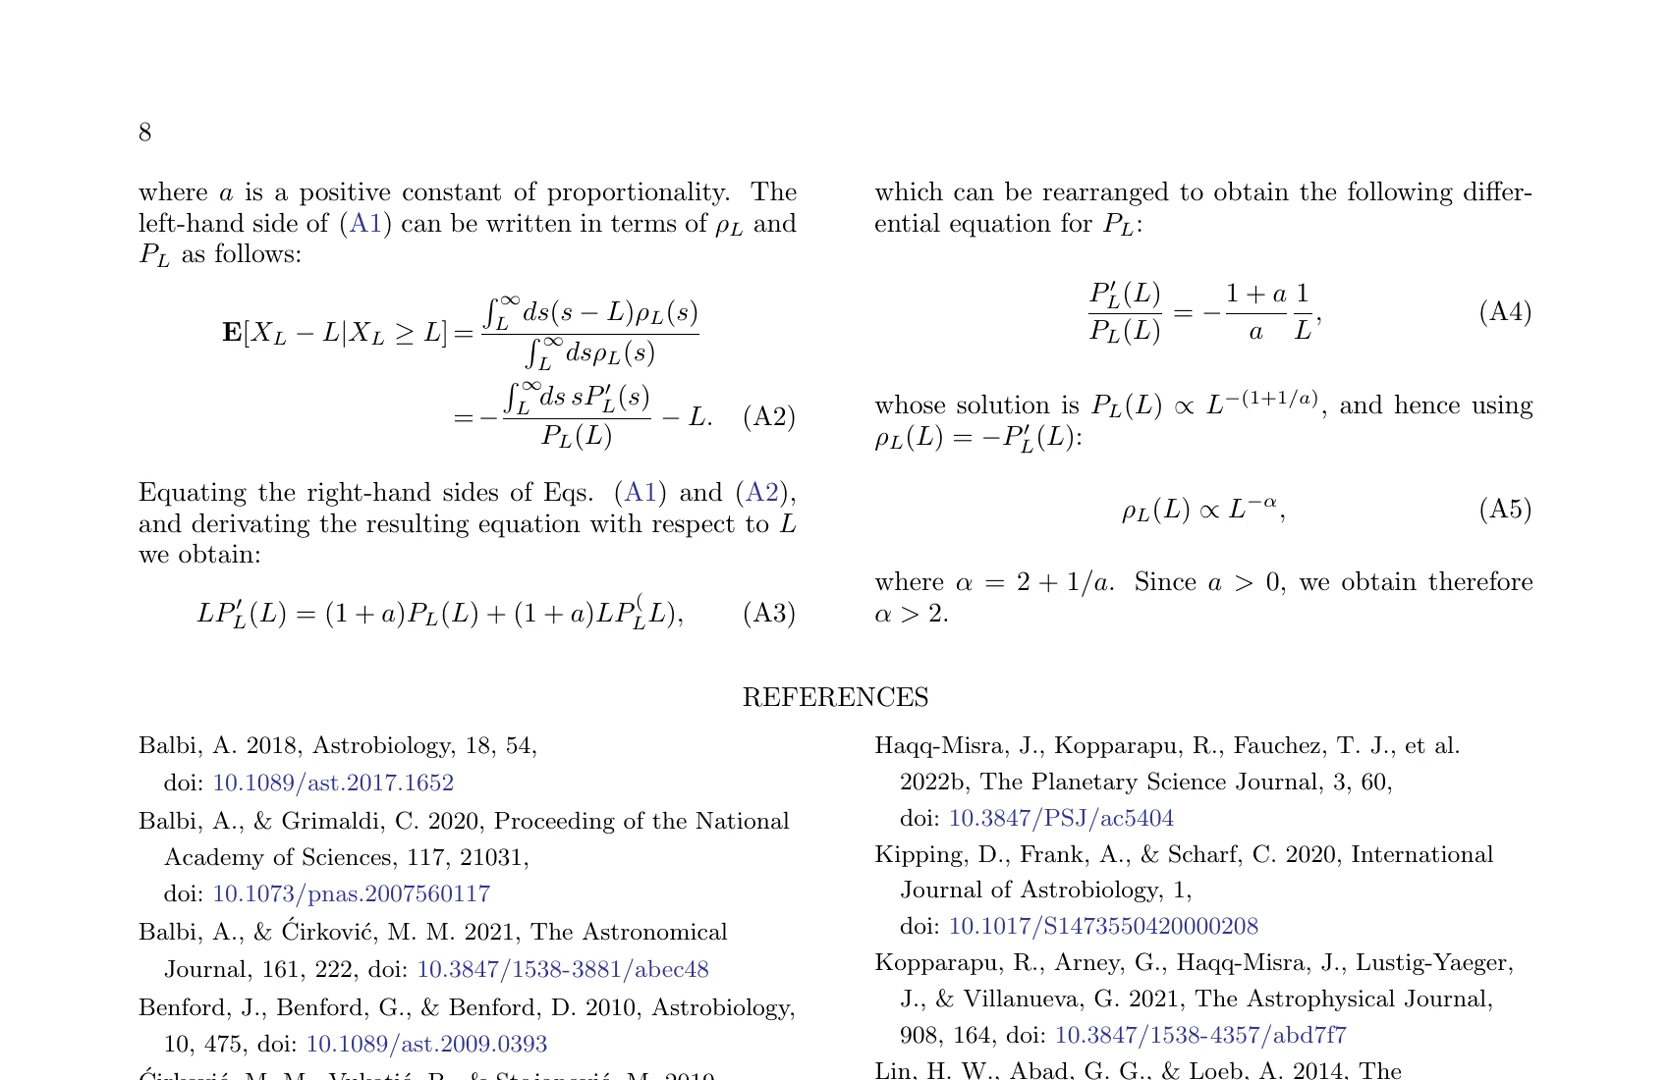 8
where a is a positive constant of proportionality. The
left-hand side of (A1) can be written in terms of ρ_L and
P_L as follows:
E[X_L − L|X_L ≥ L] = \frac{∫_L^∞ ds(s − L)ρ_L(s)}{∫_L^∞ dsρ_L(s)}
= −\frac{∫_L^∞ ds sP′_L(s)}{P_L(L)} − L. (A2)
Equating the right-hand sides of Eqs. (A1) and (A2),
and derivating the resulting equation with respect to L
we obtain:
LP′_L(L) = (1 + a)P_L(L) + (1 + a)LP_L^(L), (A3)
which can be rearranged to obtain the following differ-
ential equation for P_L:
\frac{P′_L(L)}{P_L(L)} = −\frac{1 + a}{a}\frac{1}{L}, (A4)
whose solution is P_L(L) ∝ L^{−(1+1/a)}, and hence using
ρ_L(L) = −P′_L(L):
ρ_L(L) ∝ L^{−α}, (A5)
where α = 2 + 1/a. Since a > 0, we obtain therefore
α > 2.
REFERENCES
Balbi, A. 2018, Astrobiology, 18, 54,
doi: 10.1089/ast.2017.1652
Balbi, A., & Grimaldi, C. 2020, Proceeding of the National
Academy of Sciences, 117, 21031,
doi: 10.1073/pnas.2007560117
Balbi, A., & Ćirković, M. M. 2021, The Astronomical
Journal, 161, 222, doi: 10.3847/1538-3881/abec48
Benford, J., Benford, G., & Benford, D. 2010, Astrobiology,
10, 475, doi: 10.1089/ast.2009.0393
Ćirković, M. M., Vukotić, B., & Stojanović, M. 2019,
Haqq-Misra, J., Kopparapu, R., Fauchez, T. J., et al.
2022b, The Planetary Science Journal, 3, 60,
doi: 10.3847/PSJ/ac5404
Kipping, D., Frank, A., & Scharf, C. 2020, International
Journal of Astrobiology, 1,
doi: 10.1017/S1473550420000208
Kopparapu, R., Arney, G., Haqq-Misra, J., Lustig-Yaeger,
J., & Villanueva, G. 2021, The Astrophysical Journal,
908, 164, doi: 10.3847/1538-4357/abd7f7
Lin, H. W., Abad, G. G., & Loeb, A. 2014, The